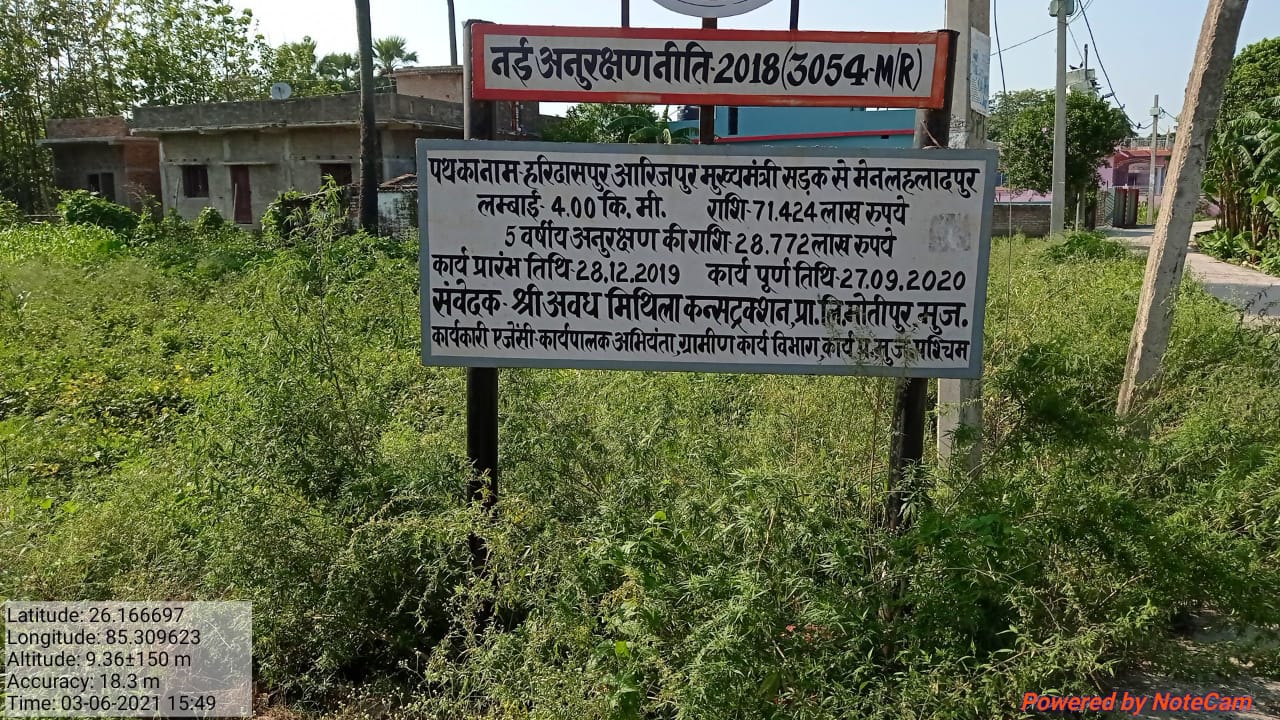 नई अनुरक्षण नीति-2018(3054-M/R)
पथ का नाम हरिदासपुर आरिजपुर मुख्यमंत्री सड़क से मेनलहलादपुर
लम्बाई- 4.00 कि. मी. राशि-71.424 लाख रुपये
5 वर्षीय अनुरक्षण की राशि-28.772 लाख रुपये
कार्य प्रारंभ तिथि-28.12.2019 कार्य पूर्ण तिथि-27.09.2020
संवेदक- श्री अवध मिथिला कन्सट्रक्शन, प्रा. लि. मोतीपुर, मुज.
कार्यकारी एजेंसी-कार्यपालक अभियंता, ग्रामीण कार्य विभाग, कार्य प्र. मुज. पश्चिम
Latitude: 26.166697
Longitude: 85.309623
Altitude: 9.36±150 m
Accuracy: 18.3 m
Time: 03-06-2021 15:49
Powered by NoteCam